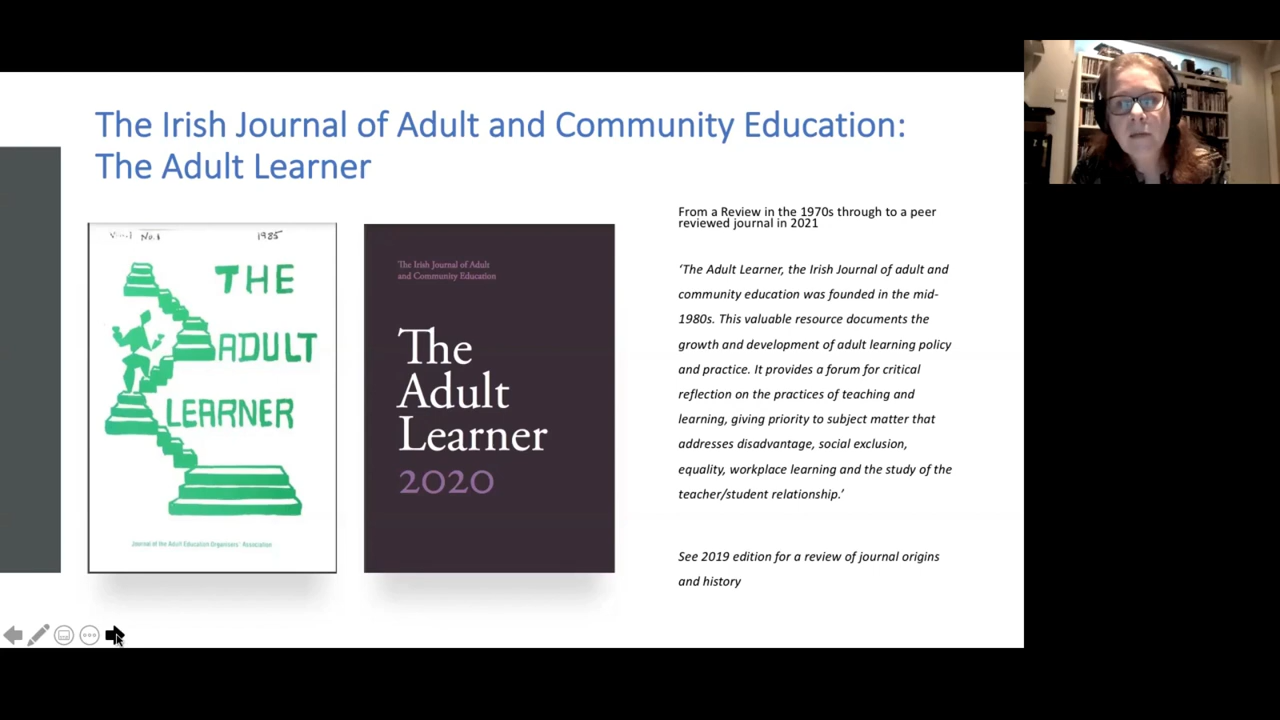 The Irish Journal of Adult and Community Education:
The Adult Learner
Vol.1 No.1 1985
THE
ADULT
LEARNER
Journal of the Adult Education Organisers' Association
The Irish Journal of Adult
and Community Education
The
Adult
Learner
2020
From a Review in the 1970s through to a peer
reviewed journal in 2021
‘The Adult Learner, the Irish Journal of adult and
community education was founded in the mid-
1980s. This valuable resource documents the
growth and development of adult learning policy
and practice. It provides a forum for critical
reflection on the practices of teaching and
learning, giving priority to subject matter that
addresses disadvantage, social exclusion,
equality, workplace learning and the study of the
teacher/student relationship.’
See 2019 edition for a review of journal origins
and history